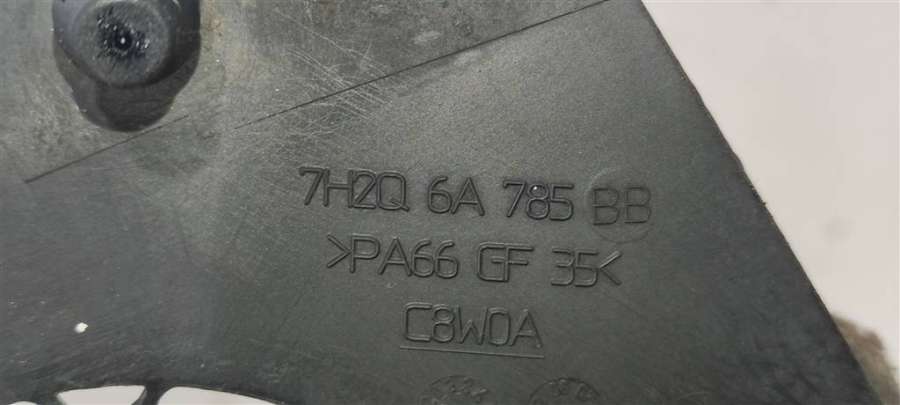 7H2Q 6A 785 BB
>PA66 GF 35<
C8W0A